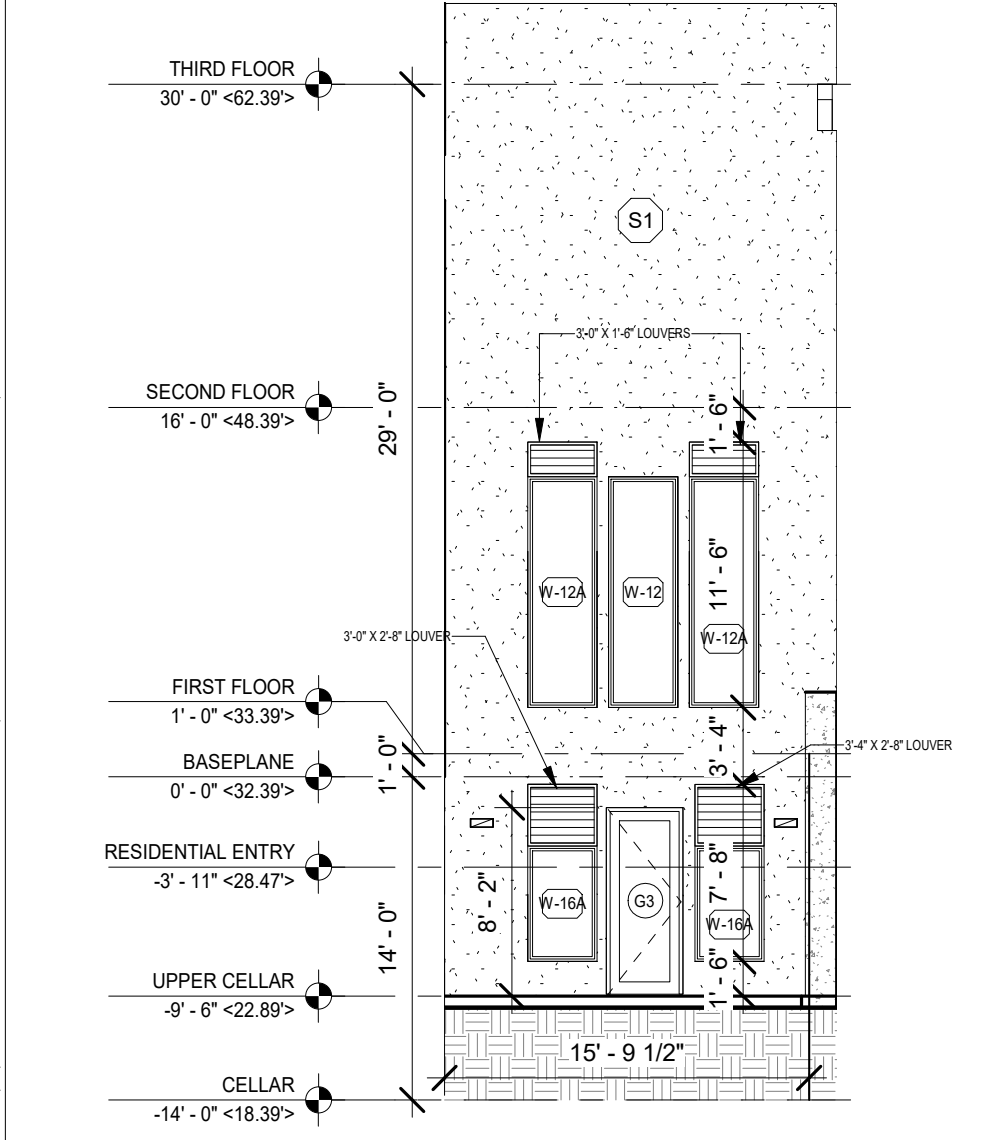 THIRD FLOOR
30' - 0" <62.39'>
S1
3'-0" X 1'-6" LOUVERS
SECOND FLOOR
16' - 0" <48.39'>
29' - 0"
1' - 6"
11' - 6"
W-12A
W-12
W-12A
3'-0" X 2'-8" LOUVER
FIRST FLOOR
1' - 0" <33.39'>
1' - 0"
3' - 4"
3'-4" X 2'-8" LOUVER
BASEPLANE
0' - 0" <32.39'>
RESIDENTIAL ENTRY
-3' - 11" <28.47'>
8' - 2"
7' - 8"
W-16A
G3
W-16A
14' - 0"
UPPER CELLAR
-9' - 6" <22.89'>
1' - 6"
15' - 9 1/2"
CELLAR
-14' - 0" <18.39'>